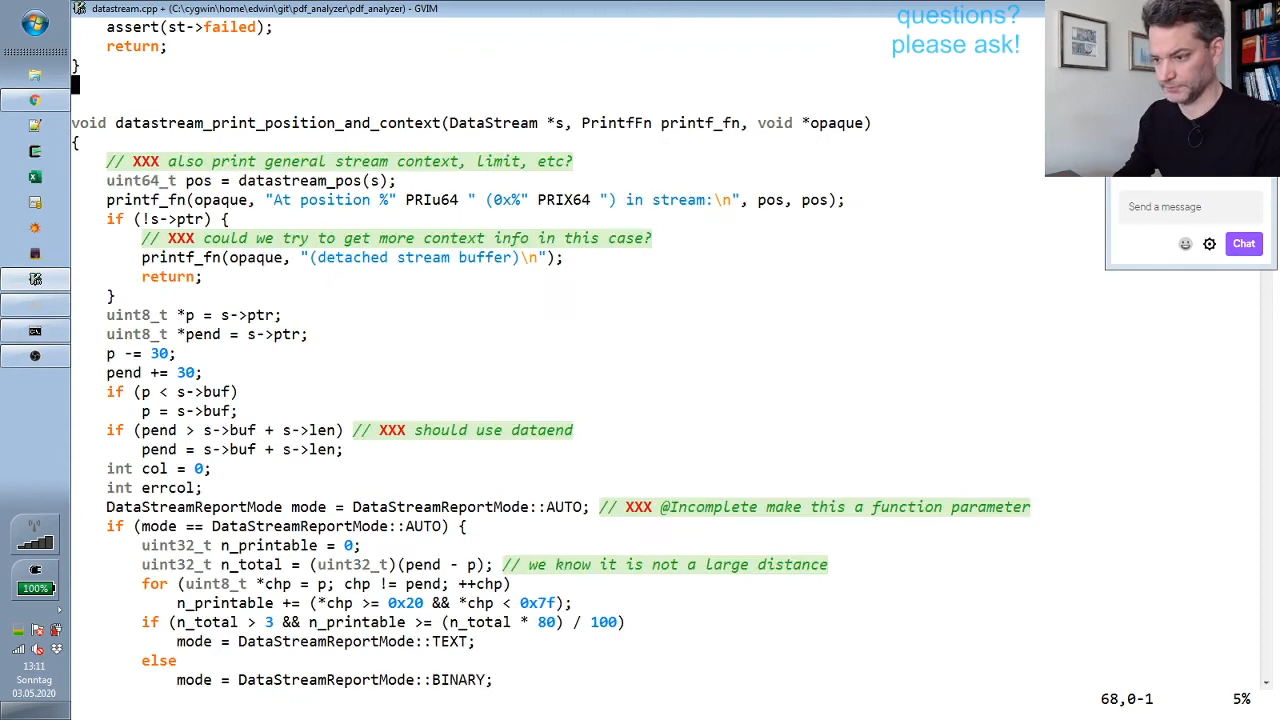 datastream.cpp + (C:\cygwin\home\edwin\git\pdf_analyzer\pdf_analyzer) - GVIM
assert(st->failed);
return;
}
void datastream_print_position_and_context(DataStream *s, PrintfFn printf_fn, void *opaque)
{
// XXX also print general stream context, limit, etc?
uint64_t pos = datastream_pos(s);
printf_fn(opaque, "At position %" PRIu64 " (0x%" PRIX64 ") in stream:\n", pos, pos);
if (!s->ptr) {
// XXX could we try to get more context info in this case?
printf_fn(opaque, "(detached stream buffer)\n");
return;
}
uint8_t *p = s->ptr;
uint8_t *pend = s->ptr;
p -= 30;
pend += 30;
if (p < s->buf)
p = s->buf;
if (pend > s->buf + s->len) // XXX should use dataend
pend = s->buf + s->len;
int col = 0;
int errcol;
DataStreamReportMode mode = DataStreamReportMode::AUTO; // XXX @Incomplete make this a function parameter
if (mode == DataStreamReportMode::AUTO) {
uint32_t n_printable = 0;
uint32_t n_total = (uint32_t)(pend - p); // we know it is not a large distance
for (uint8_t *chp = p; chp != pend; ++chp)
n_printable += (*chp >= 0x20 && *chp < 0x7f);
if (n_total > 3 && n_printable >= (n_total * 80) / 100)
mode = DataStreamReportMode::TEXT;
else
mode = DataStreamReportMode::BINARY;
68,0-1 5%
questions?
please ask!
Send a message
Chat
100%
13:11
Sonntag
03.05.2020